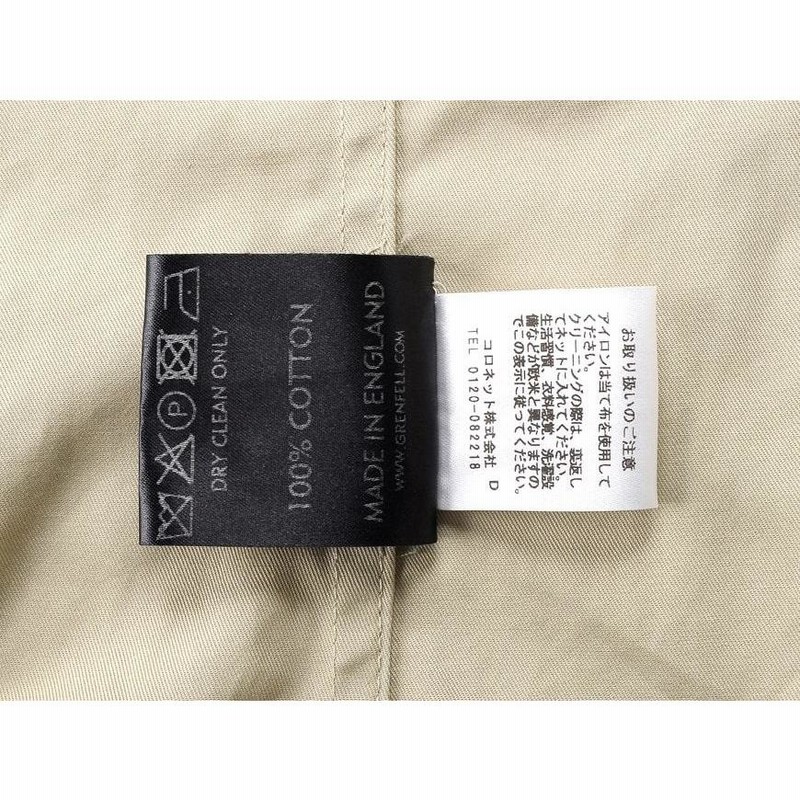 DRY CLEAN ONLY
100% COTTON
MADE IN ENGLAND
WWW.GRENFELL.COM
お取り扱いのご注意
アイロンは当て布を使用して
ください。
クリーニングの際は、裏返し
てネットに入れてください。
生活習慣、衣料感覚、洗濯設
備などが欧米と異なりますの
でこの表示に従ってください。
コロネット株式会社 D
TEL 0120-082218